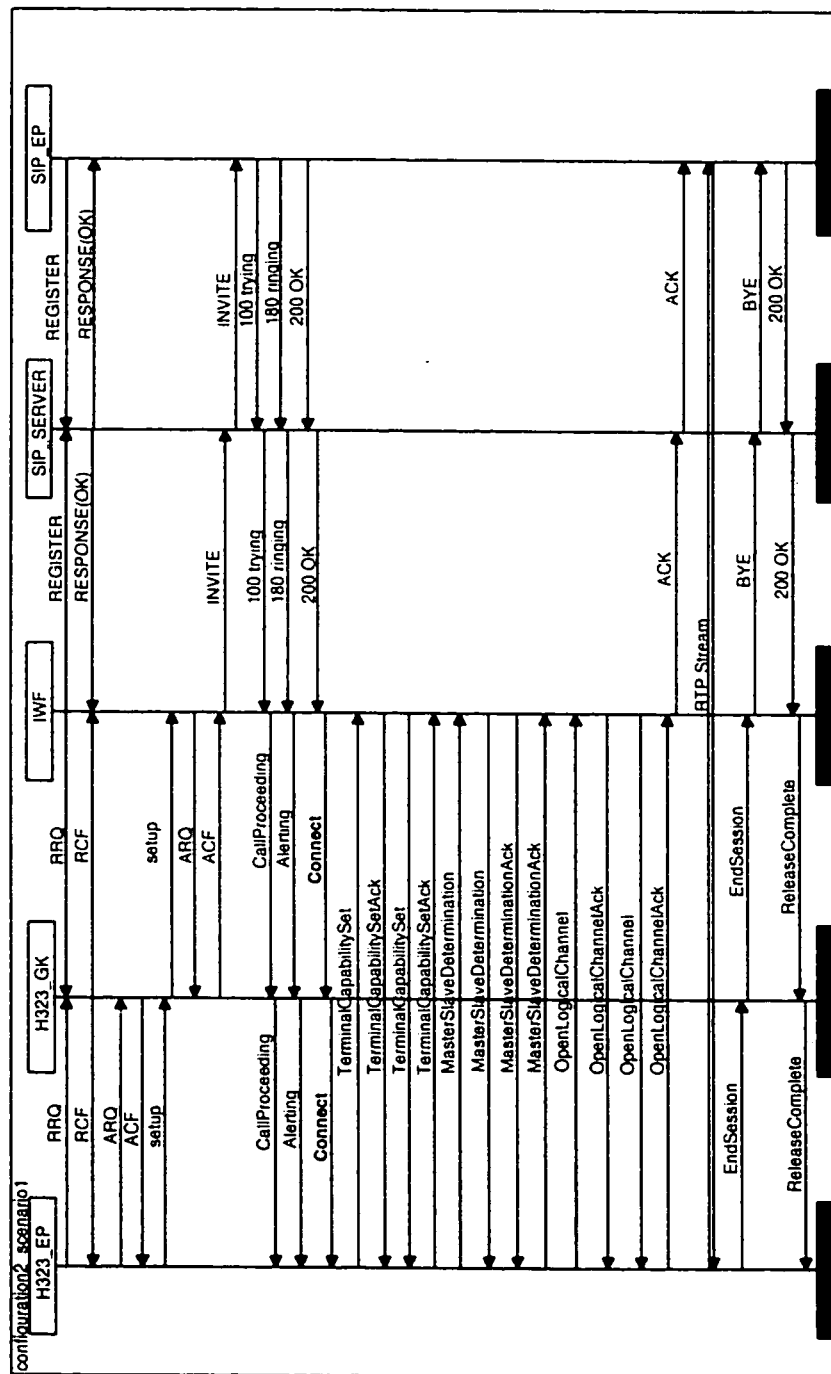 configuration2_scenario1
H323_EP
H323_GK
IWF
SIP_SERVER
SIP_EP
RRQ
RRQ
REGISTER
REGISTER
RCF
RCF
RESPONSE(OK)
RESPONSE(OK)
ARQ
ACF
setup
setup
ARQ
ACF
INVITE
INVITE
100 trying
180 ringing
200 OK
100 trying
180 ringing
200 OK
CallProceeding
Alerting
Connect
CallProceeding
Alerting
Connect
TerminalCapabilitySet
TerminalCapabilitySetAck
TerminalCapabilitySet
TerminalCapabilitySetAck
MasterSlaveDetermination
MasterSlaveDetermination
MasterSlaveDeterminationAck
MasterSlaveDeterminationAck
OpenLogicalChannel
OpenLogicalChannelAck
OpenLogicalChannel
OpenLogicalChannelAck
ACK
ACK
RTP Stream
EndSession
EndSession
BYE
BYE
200 OK
200 OK
ReleaseComplete
ReleaseComplete